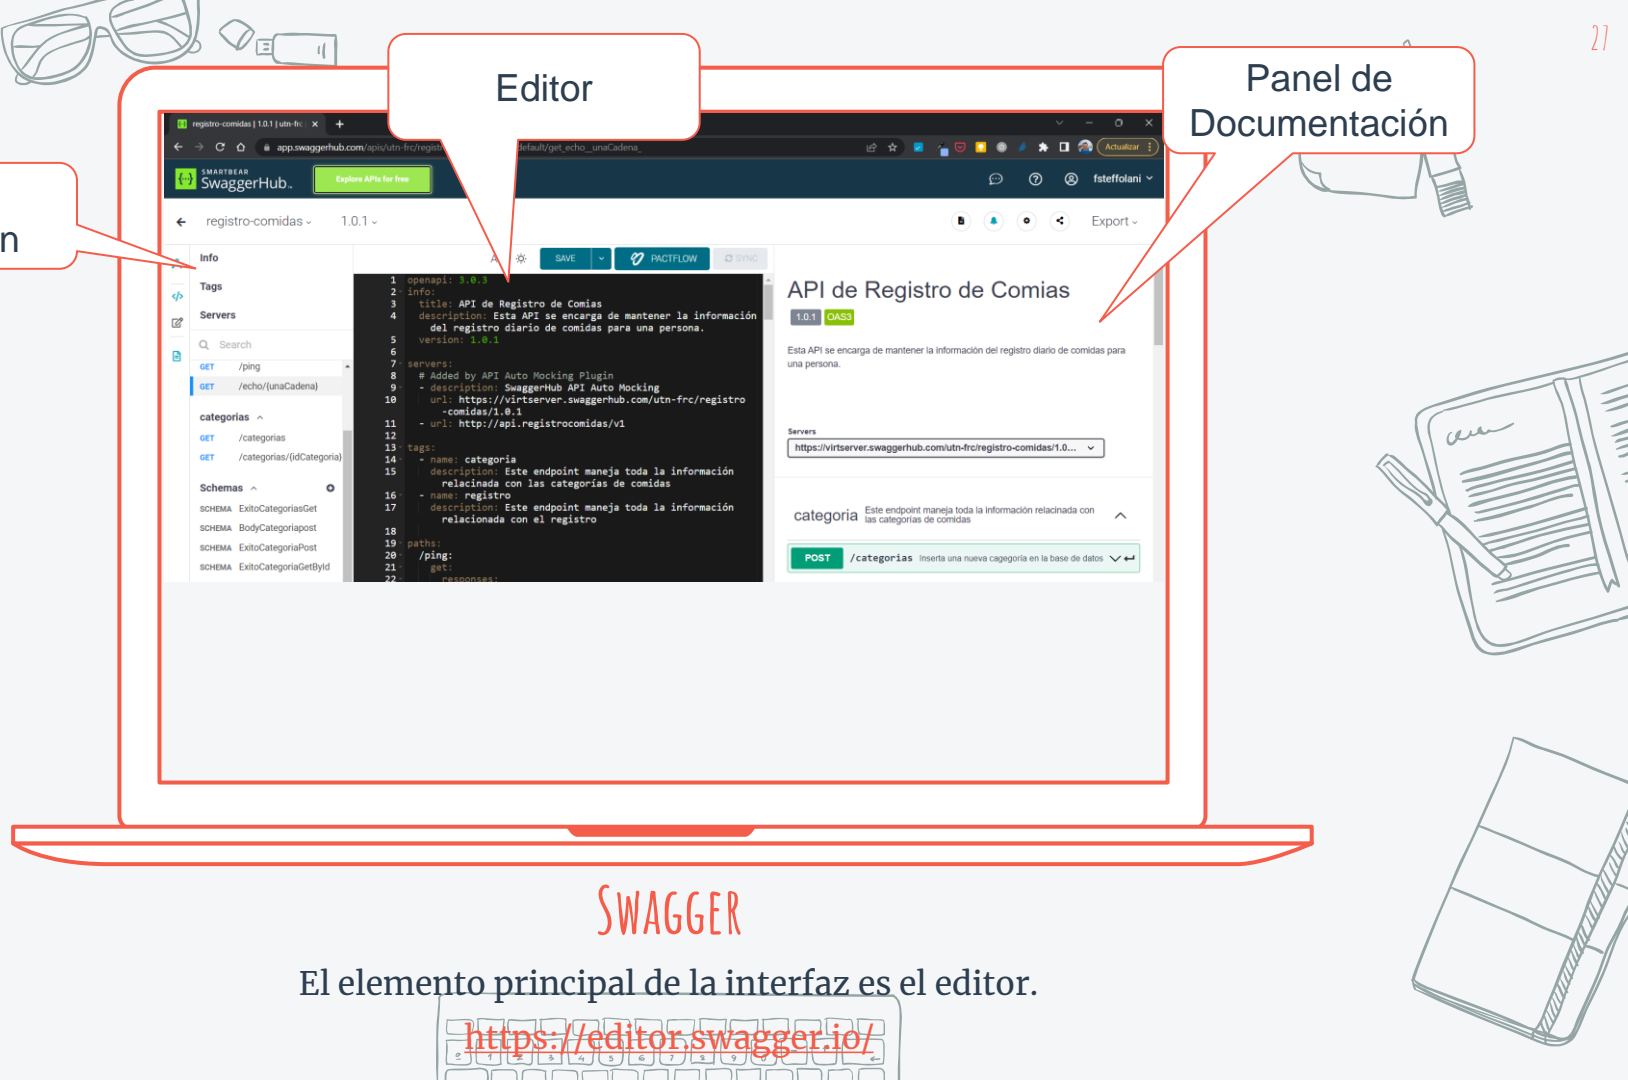 27
Editor
Panel de
Documentación
n
registro-comidas | 1.0.1 | utn-frc
app.swaggerhub.com/apis/utn-frc/regist
default/get_echo__unaCadena_
Actualizar
SMARTBEAR
SwaggerHub.
Explore APIs for free
fsteffolani
registro-comidas
1.0.1
Export
Info
Tags
Servers
Search
GET /ping
GET /echo/{unaCadena}
categorias
GET /categorias
GET /categorias/{idCategoria}
Schemas
SCHEMA ExitoCategoriasGet
SCHEMA BodyCategoriapost
SCHEMA ExitoCategoriaPost
SCHEMA ExitoCategoriaGetById
SAVE
PACTFLOW
SYNC
1 openapi: 3.0.3
2 info:
3 title: API de Registro de Comias
4 description: Esta API se encarga de mantener la información
del registro diario de comidas para una persona.
5 version: 1.0.1
6
7 servers:
8 # Added by API Auto Mocking Plugin
9 - description: SwaggerHub API Auto Mocking
10 url: https://virtserver.swaggerhub.com/utn-frc/registro
-comidas/1.0.1
11 - url: http://api.registrocomidas/v1
12
13 tags:
14 - name: categoria
15 description: Este endpoint maneja toda la información
relacinada con las categorías de comidas
16 - name: registro
17 description: Este endpoint maneja toda la información
relacionada con el registro
18
19 paths:
20 /ping:
21 get:
22 responses:
API de Registro de Comias
1.0.1 OAS3
Esta API se encarga de mantener la información del registro diario de comidas para
una persona.
Servers
https://virtserver.swaggerhub.com/utn-frc/registro-comidas/1.0...
categoria Este endpoint maneja toda la información relacinada con
las categorías de comidas
POST /categorias Inserta una nueva cagegoría en la base de datos
Swagger
El elemento principal de la interfaz es el editor.
https://editor.swagger.io/